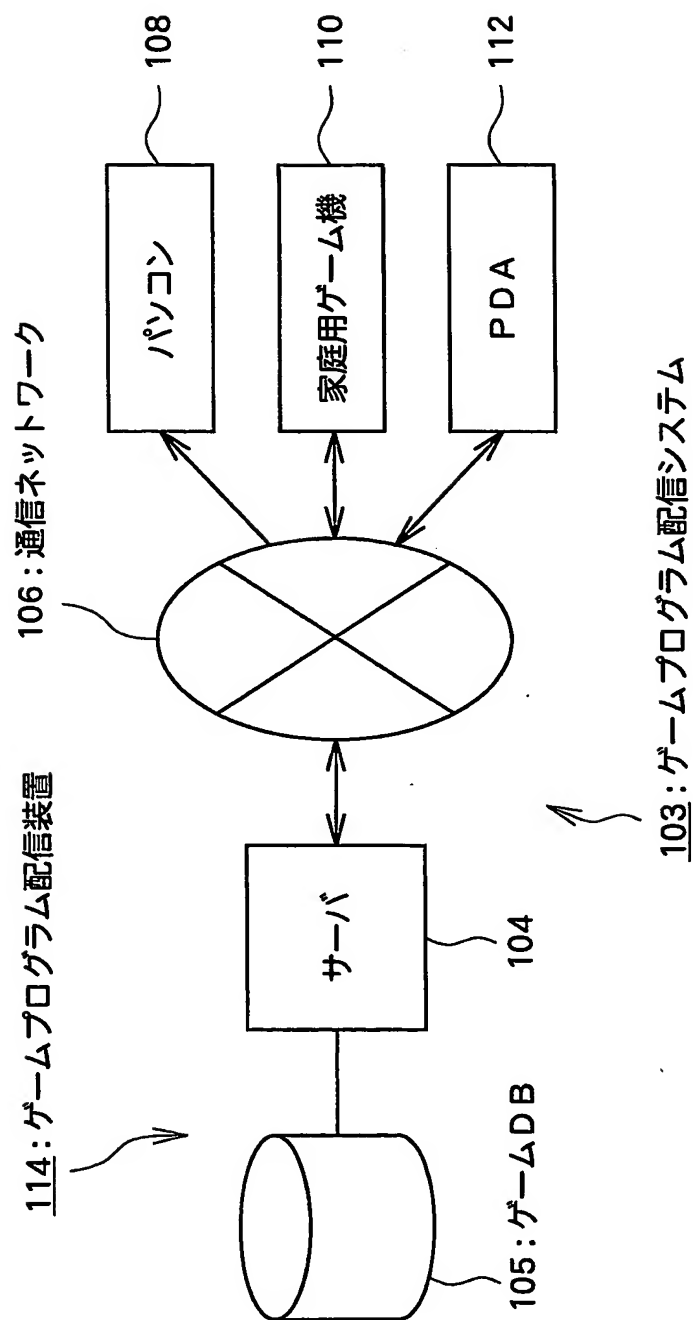 114：ゲームプログラム配信装置
106：通信ネットワーク
108
パソコン
110
家庭用ゲーム機
112
PDA
サーバ
104
105：ゲームDB
103：ゲームプログラム配信システム